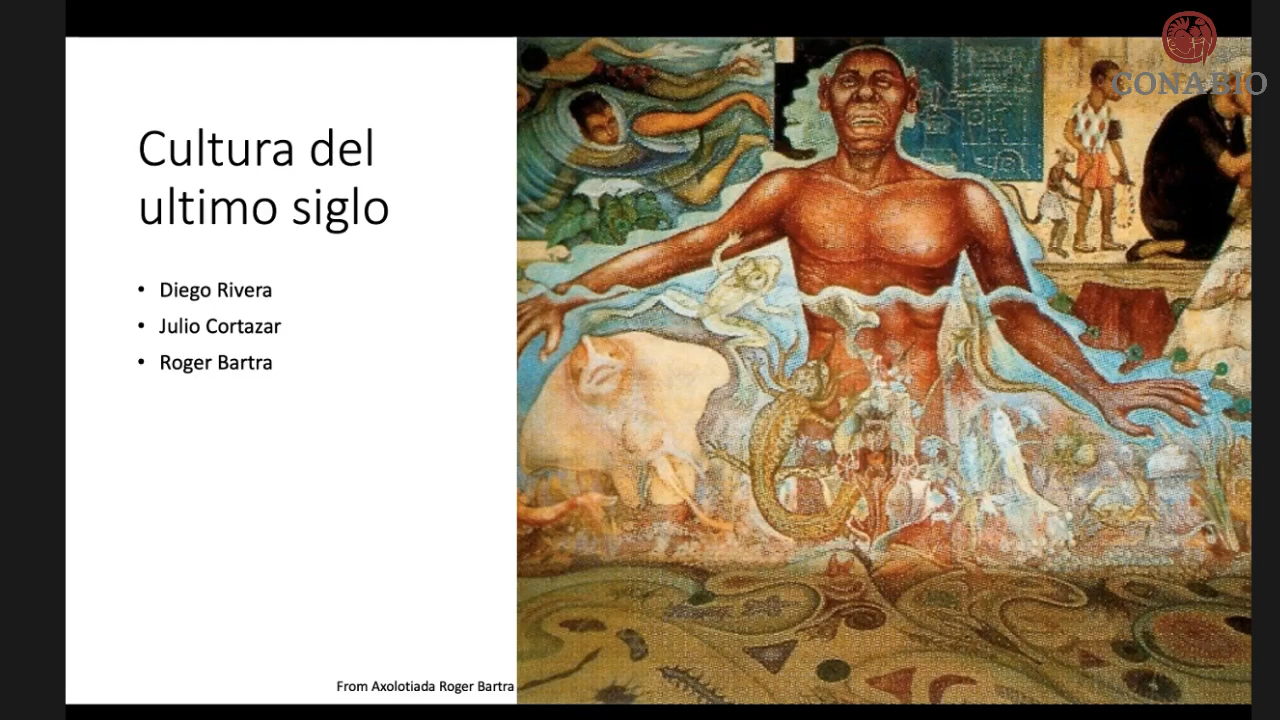 CONABIO
Cultura del
ultimo siglo
• Diego Rivera
• Julio Cortazar
• Roger Bartra
From Axolotiada Roger Bartra